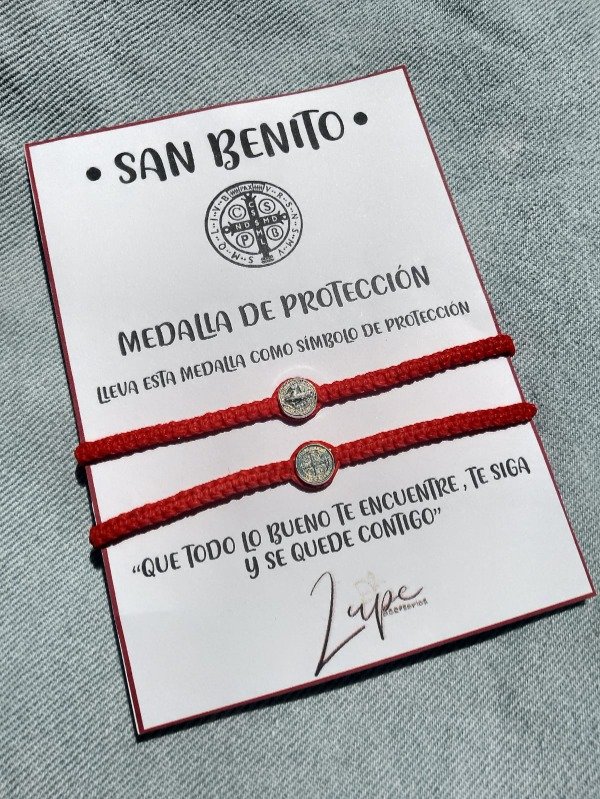 • SAN BENITO •
C S
N D S M D
P B
MEDALLA DE PROTECCIÓN
LLEVA ESTA MEDALLA COMO SÍMBOLO DE PROTECCIÓN
“QUE TODO LO BUENO TE ENCUENTRE, TE SIGA
Y SE QUEDE CONTIGO”
Lupe